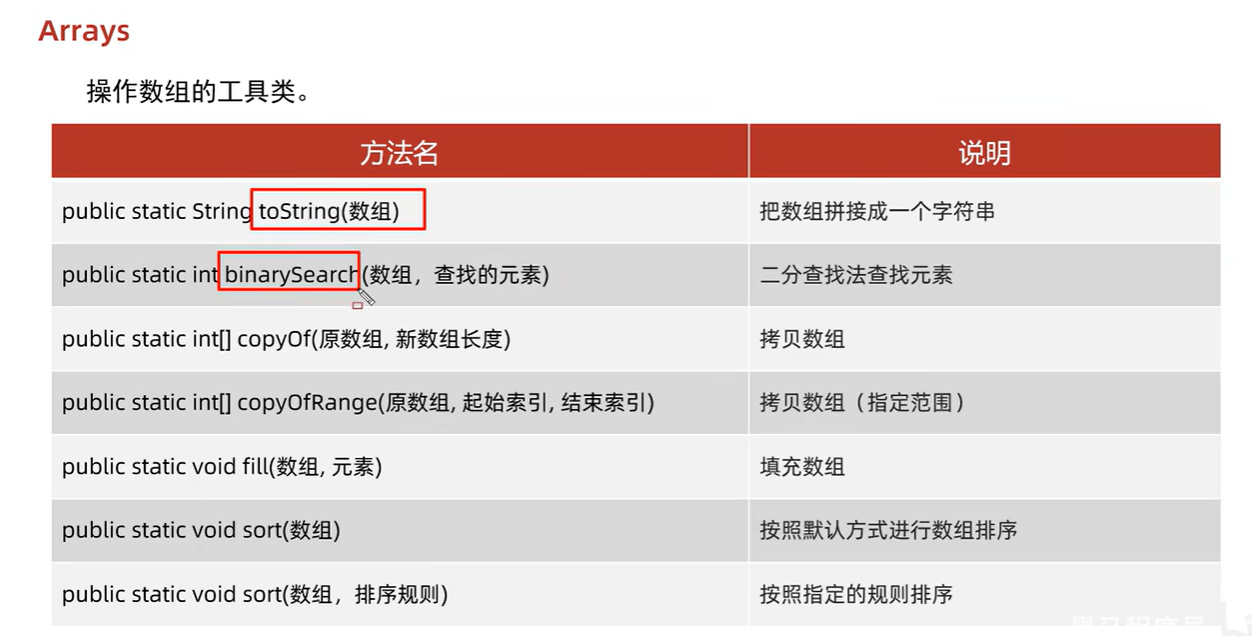 Arrays
操作数组的工具类。
方法名 说明
public static String toString(数组) 把数组拼接成一个字符串
public static int binarySearch(数组，查找的元素) 二分查找法查找元素
public static int[] copyOf(原数组, 新数组长度) 拷贝数组
public static int[] copyOfRange(原数组, 起始索引, 结束索引) 拷贝数组（指定范围）
public static void fill(数组, 元素) 填充数组
public static void sort(数组) 按照默认方式进行数组排序
public static void sort(数组，排序规则) 按照指定的规则排序